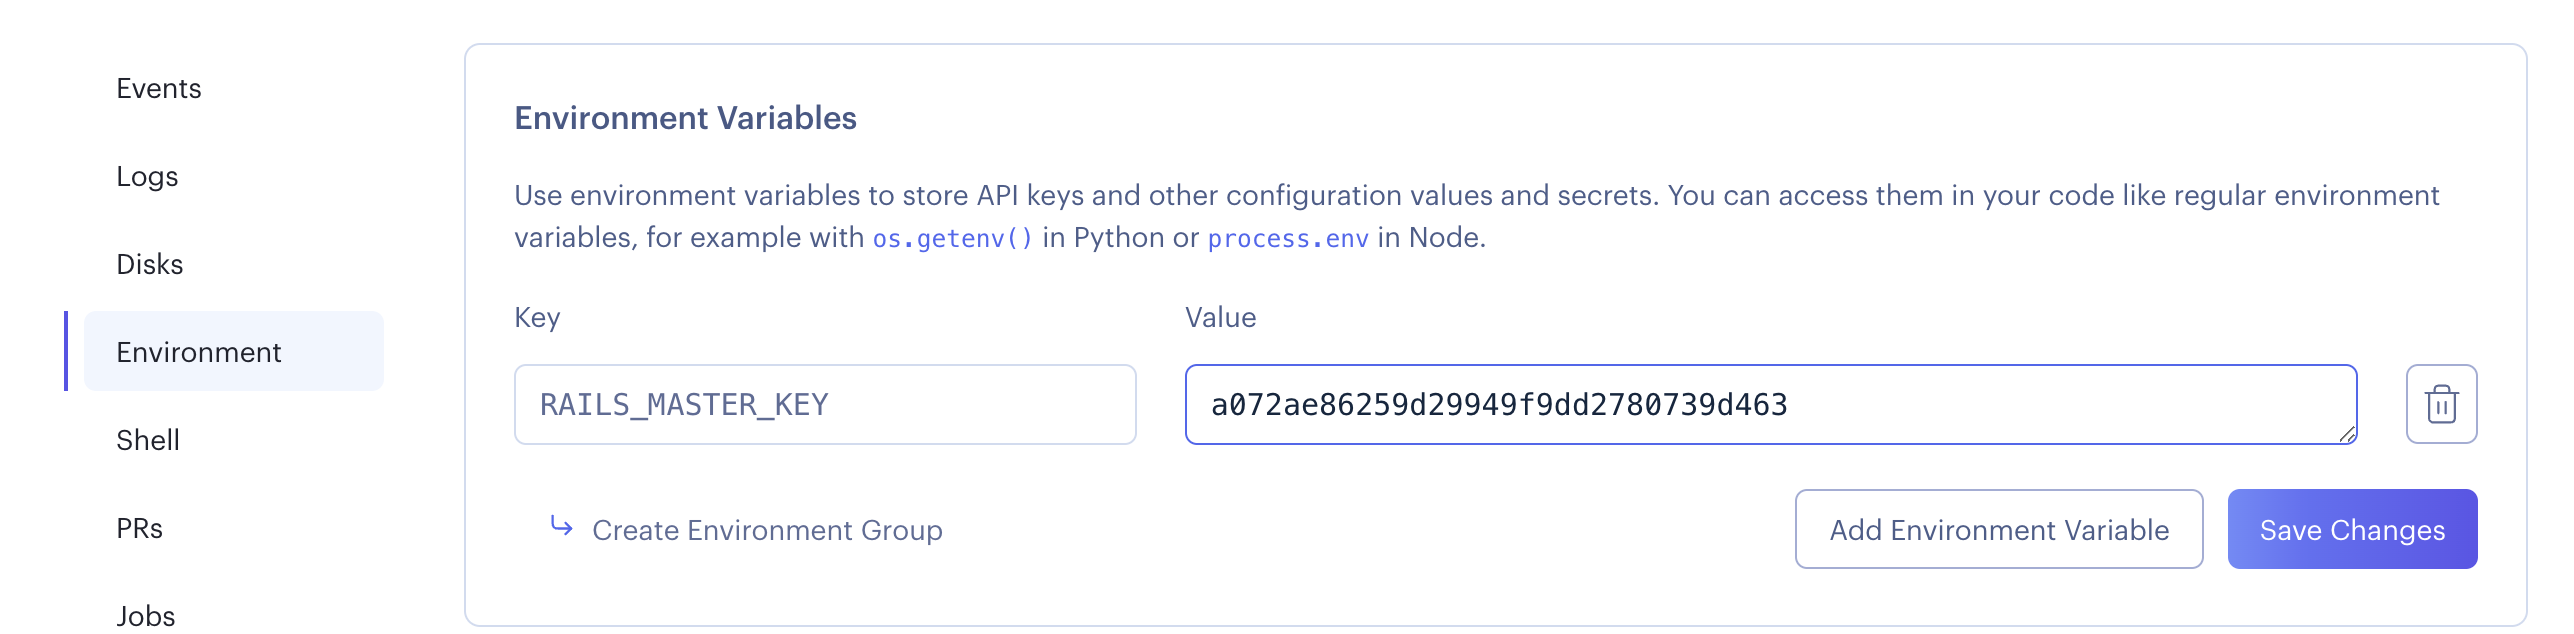 Events
Logs
Disks
Environment
Shell
PRs
Jobs
Environment Variables
Use environment variables to store API keys and other configuration values and secrets. You can access them in your code like regular environment
variables, for example with os.getenv() in Python or process.env in Node.
Key
Value
RAILS_MASTER_KEY
a072ae86259d29949f9dd2780739d463
Create Environment Group
Add Environment Variable
Save Changes